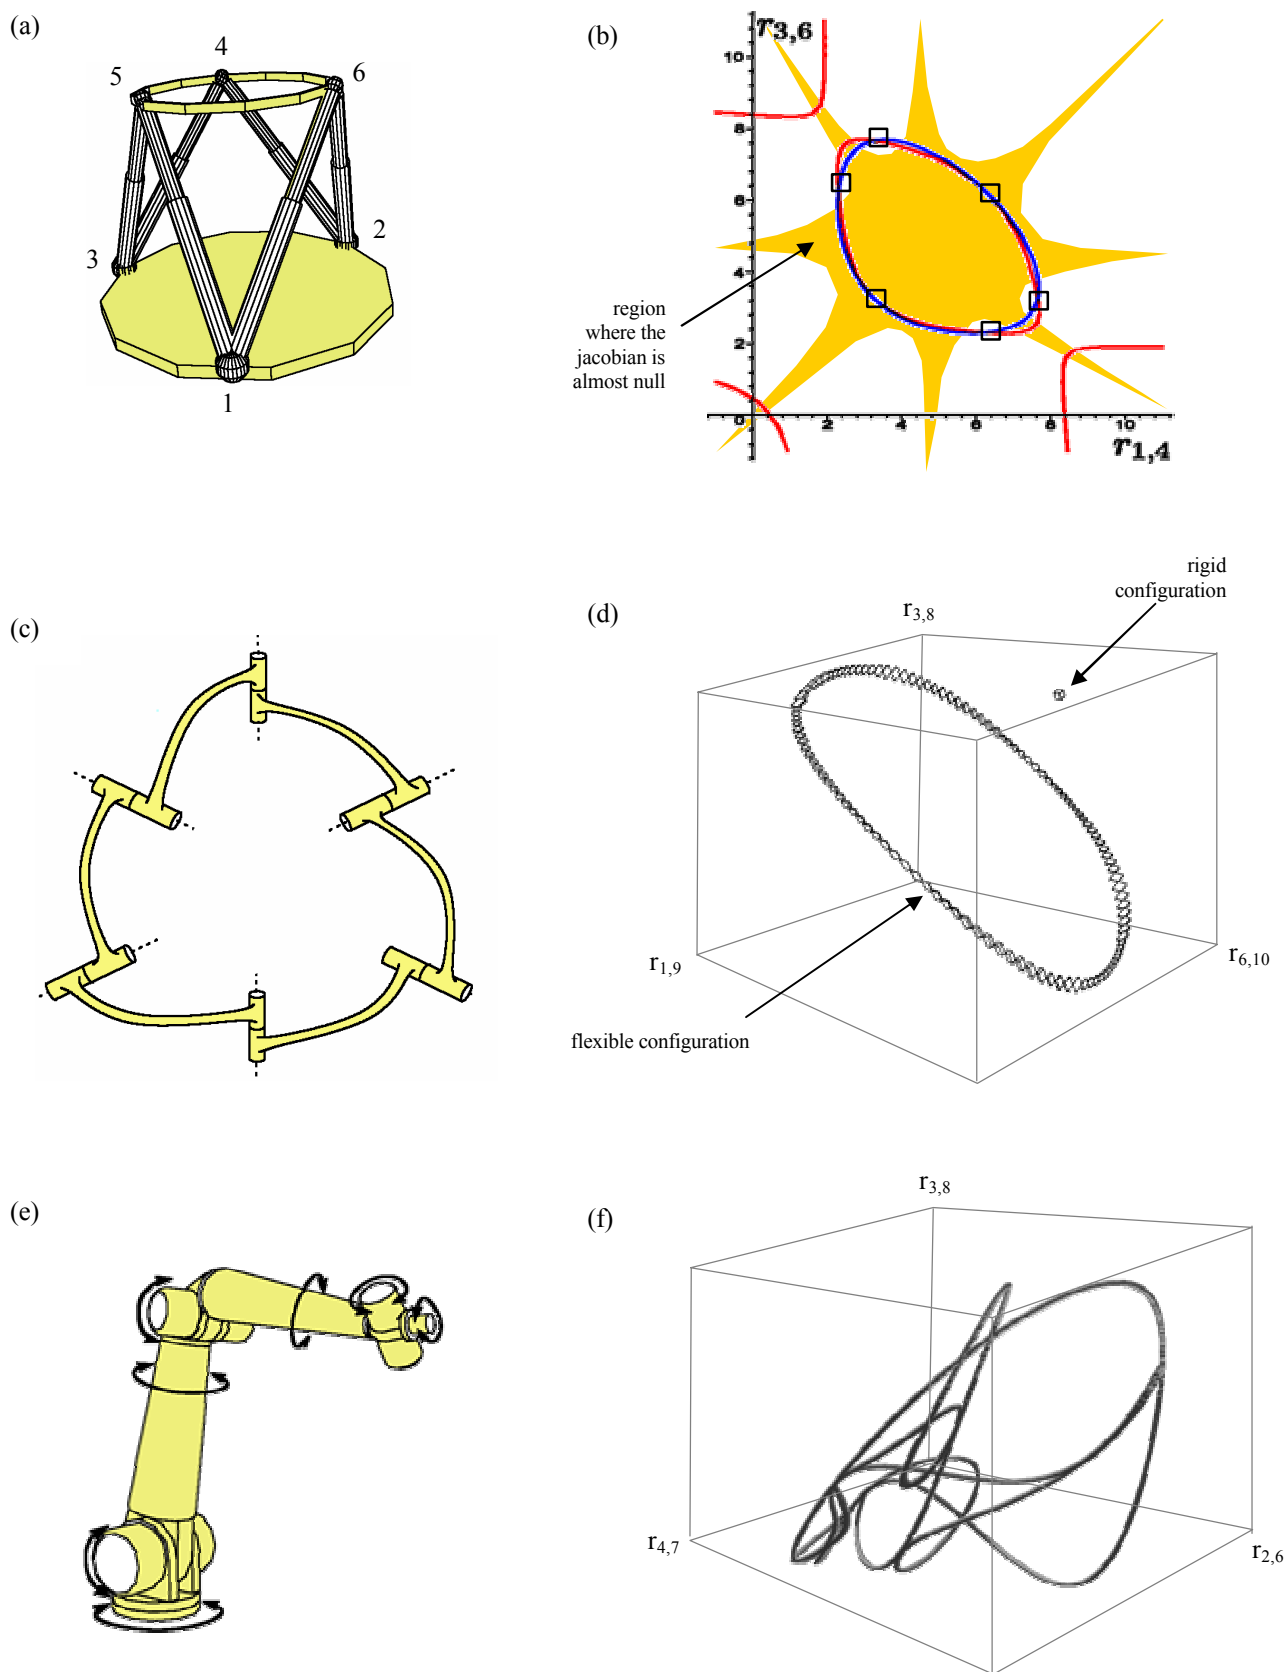 (a)
4
5
6
3
2
1
(b)
r3,6
10
8
6
4
2
0
2
4
6
8
10
r1,4
region
where the
jacobian is
almost null
(c)
(d)
rigid
configuration
r3,8
r1,9
r6,10
flexible configuration
(e)
(f)
r3,8
r4,7
r2,6